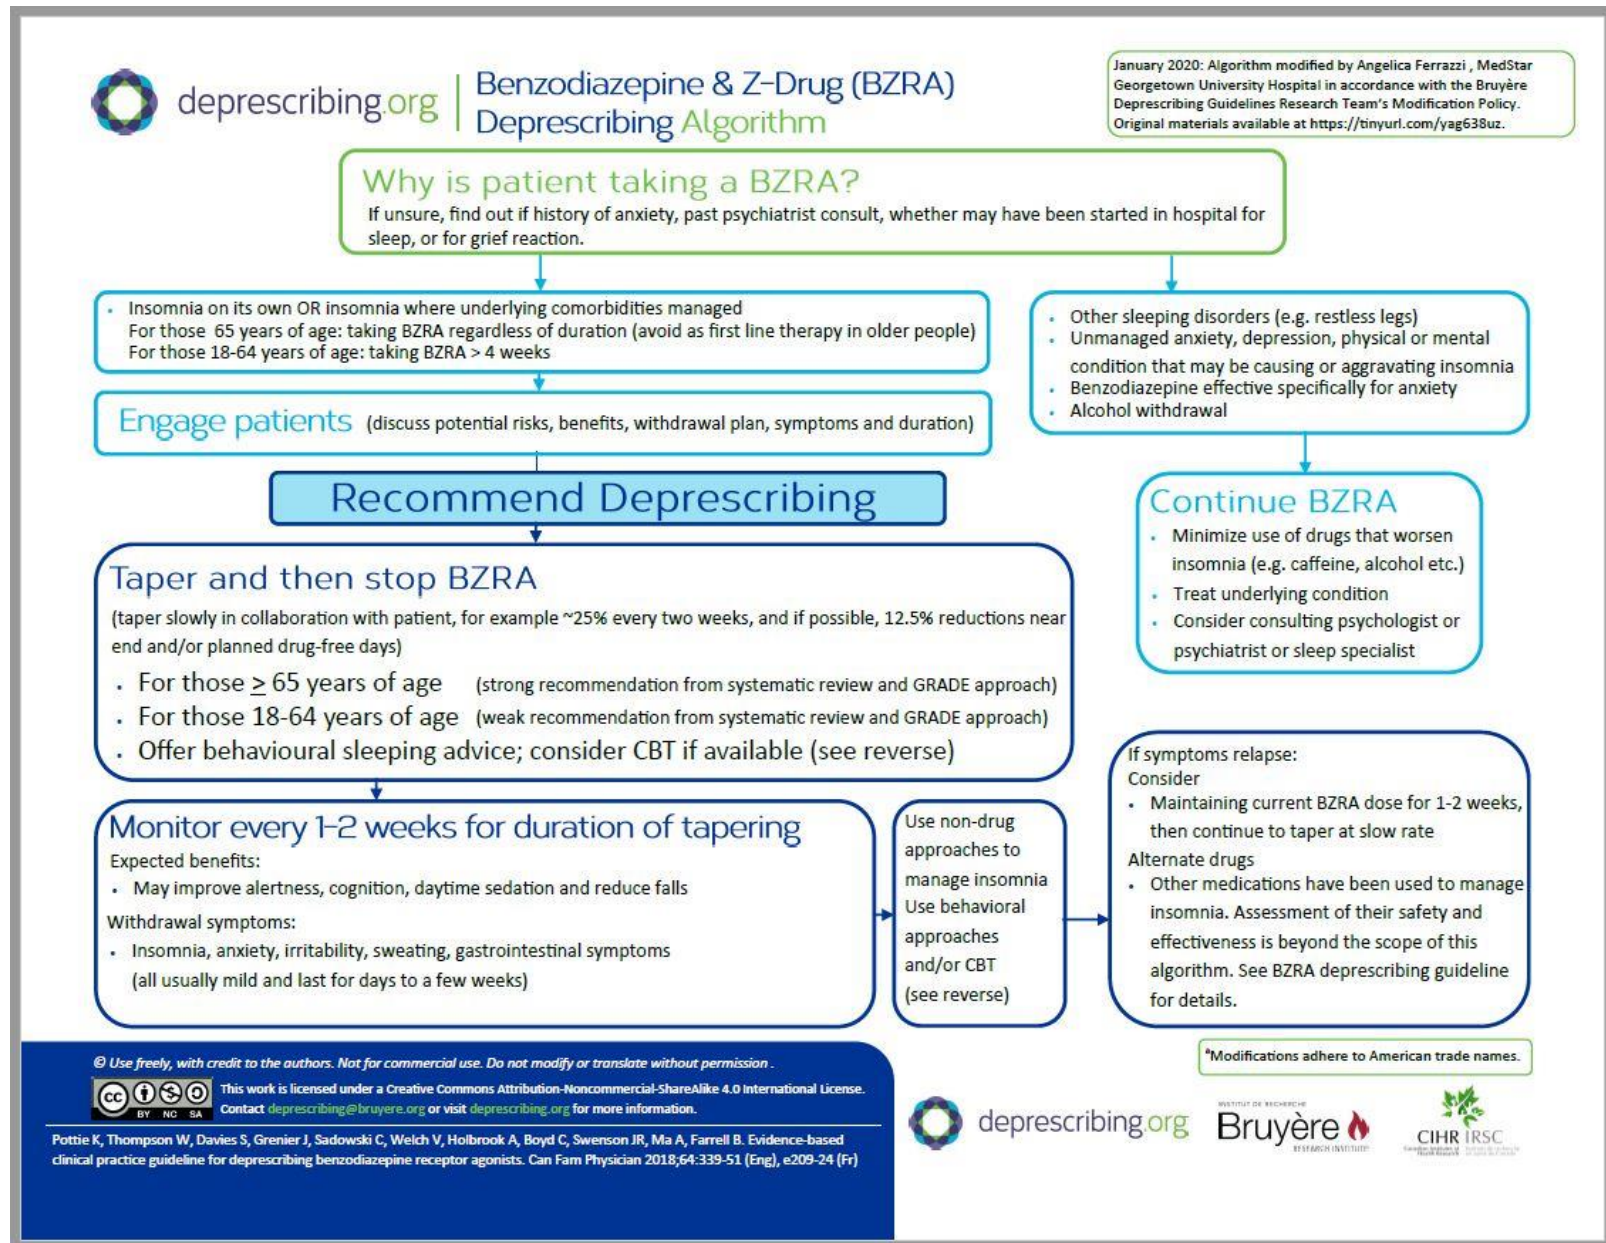 deprescribing.org
Benzodiazepine & Z-Drug (BZRA)
Deprescribing Algorithm
January 2020: Algorithm modified by Angelica Ferrazzi , MedStar
Georgetown University Hospital in accordance with the Bruyère
Deprescribing Guidelines Research Team's Modification Policy.
Original materials available at https://tinyurl.com/yag638uz.
Why is patient taking a BZRA?
If unsure, find out if history of anxiety, past psychiatrist consult, whether may have been started in hospital for
sleep, or for grief reaction.
• Insomnia on its own OR insomnia where underlying comorbidities managed
For those 65 years of age: taking BZRA regardless of duration (avoid as first line therapy in older people)
For those 18-64 years of age: taking BZRA > 4 weeks
Engage patients (discuss potential risks, benefits, withdrawal plan, symptoms and duration)
• Other sleeping disorders (e.g. restless legs)
• Unmanaged anxiety, depression, physical or mental
condition that may be causing or aggravating insomnia
• Benzodiazepine effective specifically for anxiety
• Alcohol withdrawal
Recommend Deprescribing
Continue BZRA
• Minimize use of drugs that worsen
insomnia (e.g. caffeine, alcohol etc.)
• Treat underlying condition
• Consider consulting psychologist or
psychiatrist or sleep specialist
Taper and then stop BZRA
(taper slowly in collaboration with patient, for example ~25% every two weeks, and if possible, 12.5% reductions near
end and/or planned drug-free days)
• For those ≥ 65 years of age (strong recommendation from systematic review and GRADE approach)
• For those 18-64 years of age (weak recommendation from systematic review and GRADE approach)
• Offer behavioural sleeping advice; consider CBT if available (see reverse)
Monitor every 1-2 weeks for duration of tapering
Expected benefits:
• May improve alertness, cognition, daytime sedation and reduce falls
Withdrawal symptoms:
• Insomnia, anxiety, irritability, sweating, gastrointestinal symptoms
(all usually mild and last for days to a few weeks)
Use non-drug
approaches to
manage insomnia
Use behavioral
approaches
and/or CBT
(see reverse)
If symptoms relapse:
Consider
• Maintaining current BZRA dose for 1-2 weeks,
then continue to taper at slow rate
Alternate drugs
• Other medications have been used to manage
insomnia. Assessment of their safety and
effectiveness is beyond the scope of this
algorithm. See BZRA deprescribing guideline
for details.
© Use freely, with credit to the authors. Not for commercial use. Do not modify or translate without permission .
cc BY NC SA
This work is licensed under a Creative Commons Attribution-Noncommercial-ShareAlike 4.0 International License.
Contact deprescribing@bruyere.org or visit deprescribing.org for more information.
Pottie K, Thompson W, Davies S, Grenier J, Sadowski C, Welch V, Holbrook A, Boyd C, Swenson JR, Ma A, Farrell B. Evidence-based
clinical practice guideline for deprescribing benzodiazepine receptor agonists. Can Fam Physician 2018;64:339-51 (Eng), e209-24 (Fr)
*Modifications adhere to American trade names.
deprescribing.org
INSTITUT DE RECHERCHE
Bruyère
RESEARCH INSTITUTE
CIHR IRSC